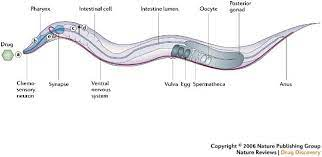 Pharynx
Intestinal cell
Intestine lumen
Oocyte
Posterior
gonad
Drug
a
b
c
d
Chemo-
sensory
neuron
Synapse
Ventral
nervous
system
Vulva
Egg
Spermatheca
Anus
Copyright © 2006 Nature Publishing Group
Nature Reviews | Drug Discovery